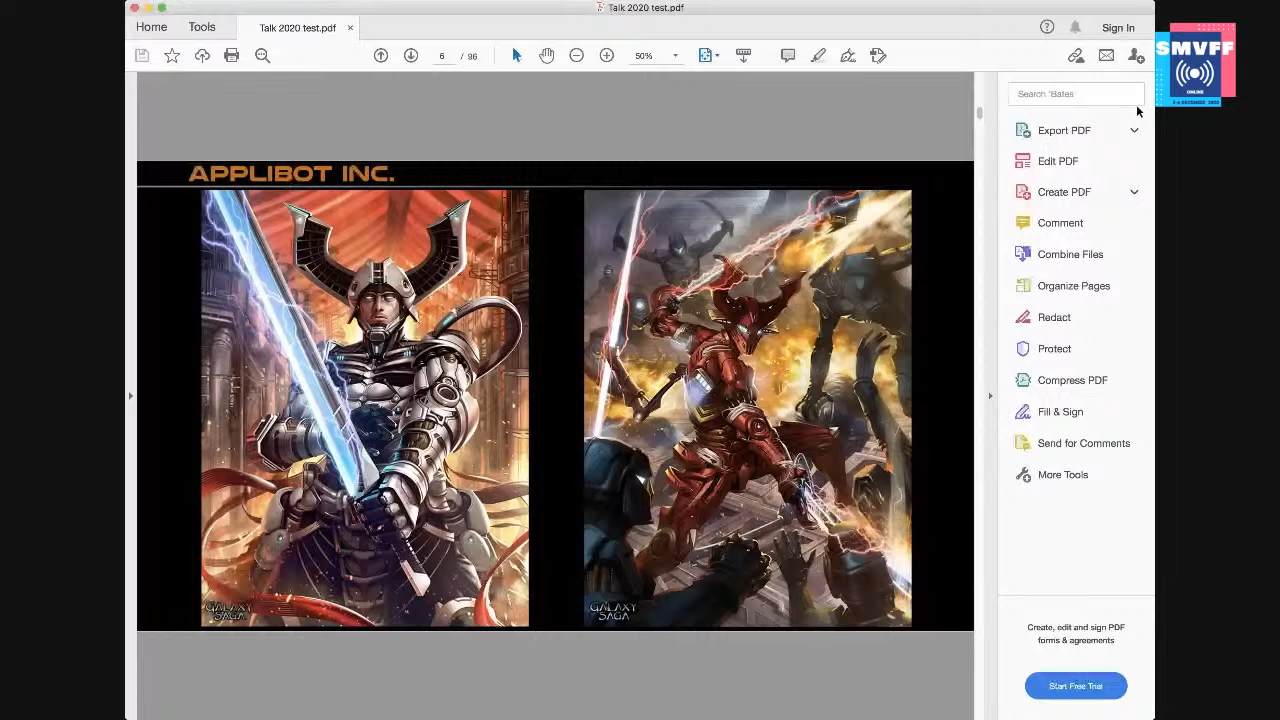 Talk 2020 test.pdf
SMVFF
ONLINE
Home
Tools
Talk 2020 test.pdf
Sign In
6 / 96
50%
Search 'Bates
Export PDF
Edit PDF
Create PDF
Comment
Combine Files
Organize Pages
Redact
Protect
Compress PDF
Fill & Sign
Send for Comments
More Tools
APPLIBOT INC.
GALAXY
SAGA
GALAXY
SAGA
Create, edit and sign PDF
forms & agreements
Start Free Trial